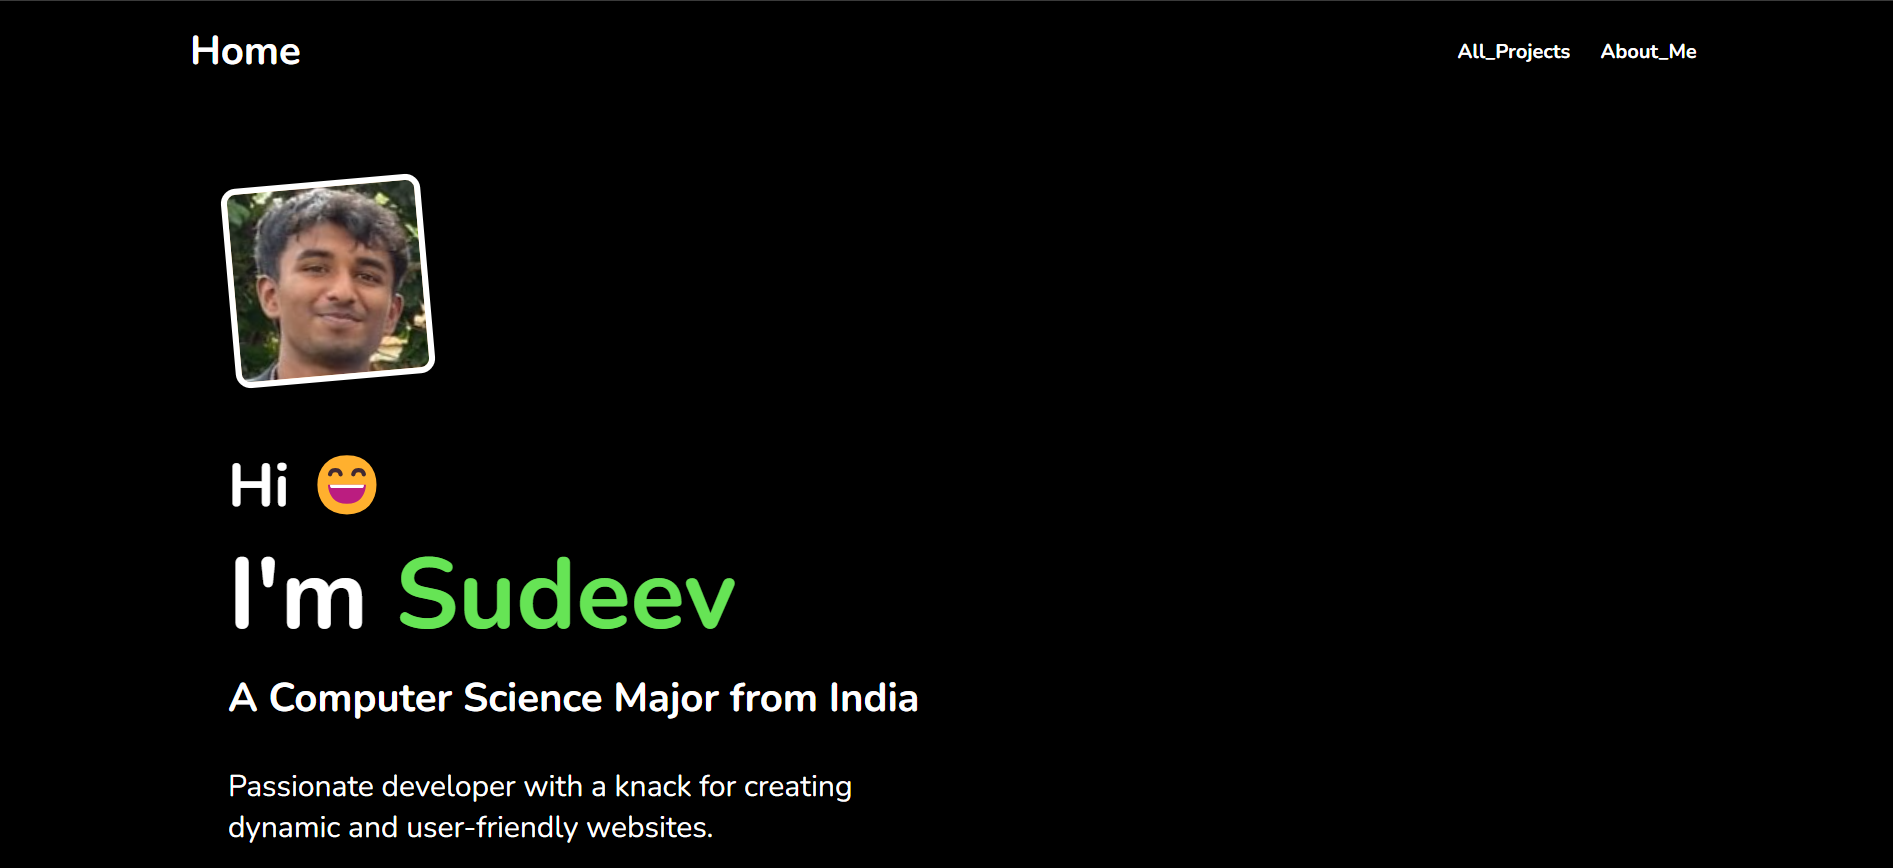 Home
All_Projects About_Me
Hi 😄
I'm Sudeev
A Computer Science Major from India
Passionate developer with a knack for creating
dynamic and user-friendly websites.